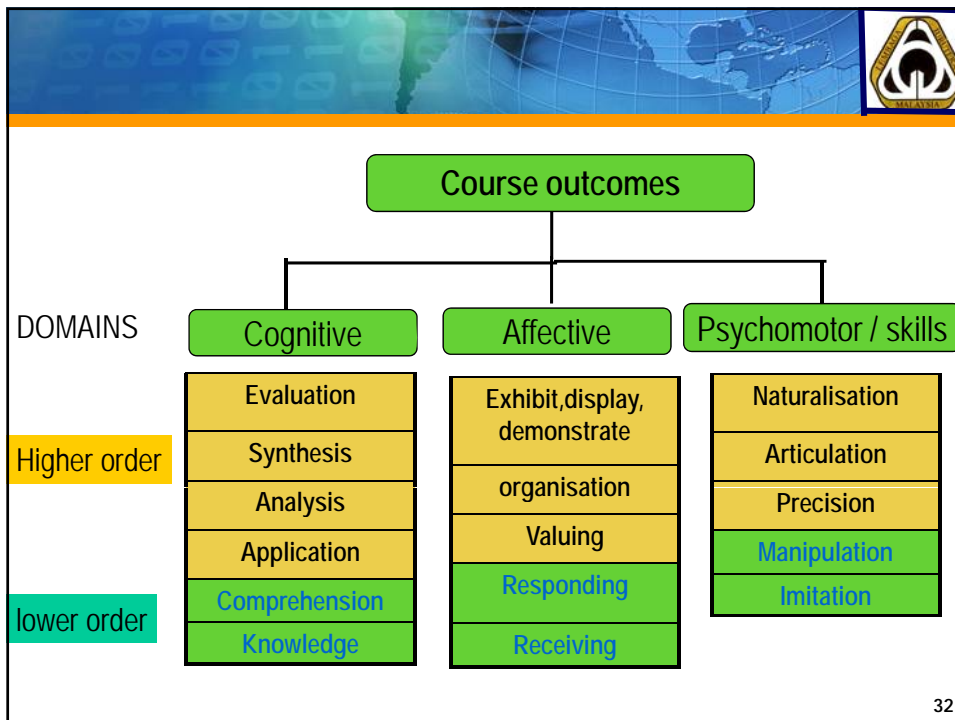 MALAYSIA
Course outcomes
DOMAINS
Cognitive
Affective
Psychomotor / skills
Higher order
lower order
Evaluation
Synthesis
Analysis
Application
Comprehension
Knowledge
Exhibit,display,
demonstrate
organisation
Valuing
Responding
Receiving
Naturalisation
Articulation
Precision
Manipulation
Imitation
32